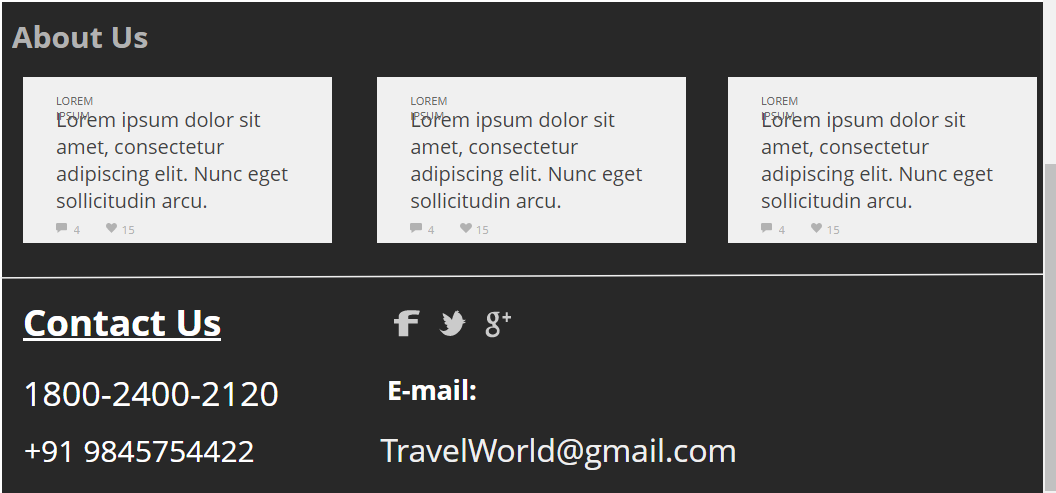 About Us
LOREM
IPSUM
Lorem ipsum dolor sit
amet, consectetur
adipiscing elit. Nunc eget
sollicitudin arcu.
4 15
LOREM
IPSUM
Lorem ipsum dolor sit
amet, consectetur
adipiscing elit. Nunc eget
sollicitudin arcu.
4 15
LOREM
IPSUM
Lorem ipsum dolor sit
amet, consectetur
adipiscing elit. Nunc eget
sollicitudin arcu.
4 15
Contact Us
1800-2400-2120
+91 9845754422
f g+
E-mail:
TravelWorld@gmail.com